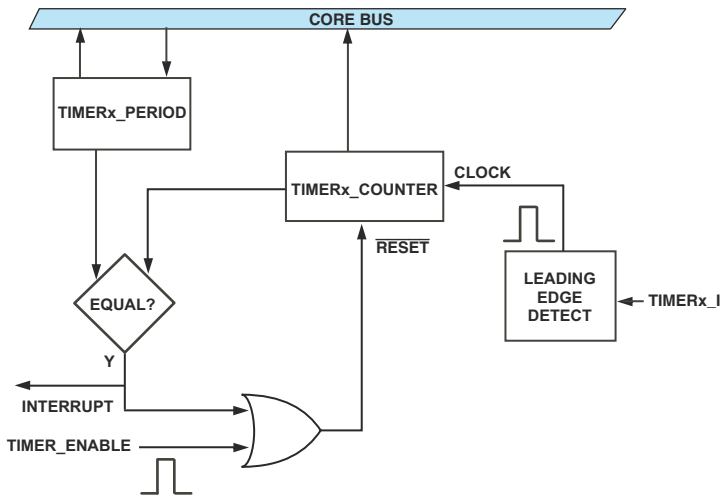 CORE BUS
TIMERx_PERIOD
TIMERx_COUNTER
CLOCK
RESET
LEADING
EDGE
DETECT
TIMERx_I
EQUAL?
Y
INTERRUPT
TIMER_ENABLE